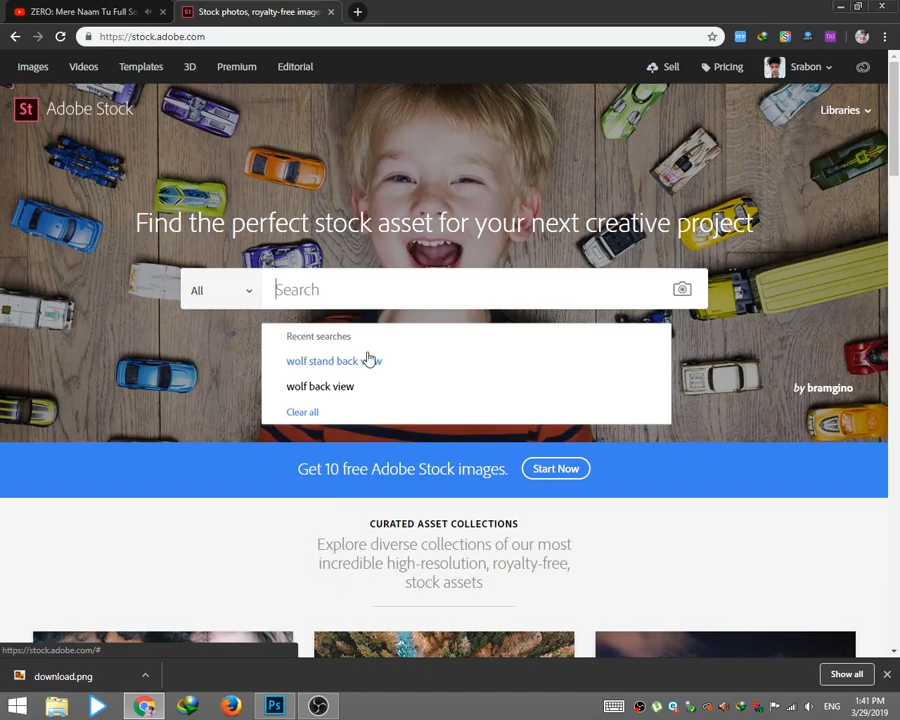 ZERO: Mere Naam Tu Full So
Stock photos, royalty-free image
https://stock.adobe.com
Images
Videos
Templates
3D
Premium
Editorial
Sell
Pricing
Srabon
St
Adobe Stock
Libraries
Find the perfect stock asset for your next creative project
All
Search
Recent searches
wolf stand back view
wolf back view
Clear all
by bramgino
Get 10 free Adobe Stock images.
Start Now
CURATED ASSET COLLECTIONS
Explore diverse collections of our most
incredible high-resolution, royalty-free,
stock assets
https://stock.adobe.com/#
download.png
Show all
Ps
ENG
1:41 PM
3/29/2019